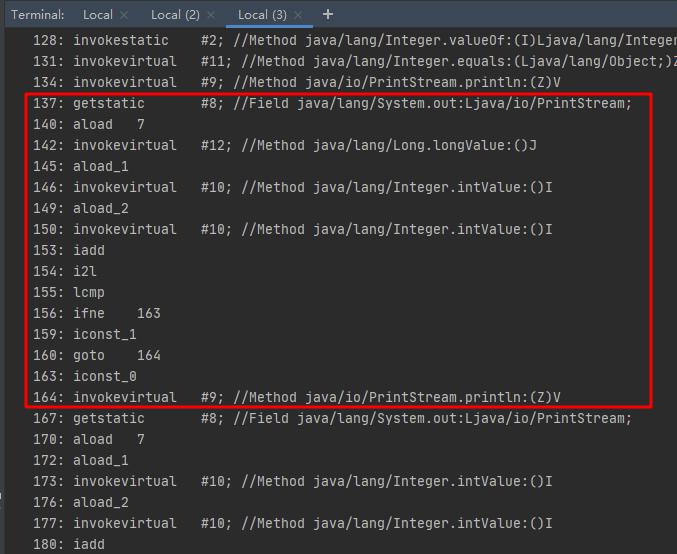 Terminal: Local × Local (2) × Local (3) × +
128: invokestatic #2; //Method java/lang/Integer.valueOf:(I)Ljava/lang/Integer
131: invokevirtual #11; //Method java/lang/Integer.equals:(Ljava/lang/Object;)Z
134: invokevirtual #9; //Method java/io/PrintStream.println:(Z)V
137: getstatic #8; //Field java/lang/System.out:Ljava/io/PrintStream;
140: aload 7
142: invokevirtual #12; //Method java/lang/Long.longValue:()J
145: aload_1
146: invokevirtual #10; //Method java/lang/Integer.intValue:()I
149: aload_2
150: invokevirtual #10; //Method java/lang/Integer.intValue:()I
153: iadd
154: i2l
155: lcmp
156: ifne 163
159: iconst_1
160: goto 164
163: iconst_0
164: invokevirtual #9; //Method java/io/PrintStream.println:(Z)V
167: getstatic #8; //Field java/lang/System.out:Ljava/io/PrintStream;
170: aload 7
172: aload_1
173: invokevirtual #10; //Method java/lang/Integer.intValue:()I
176: aload_2
177: invokevirtual #10; //Method java/lang/Integer.intValue:()I
180: iadd